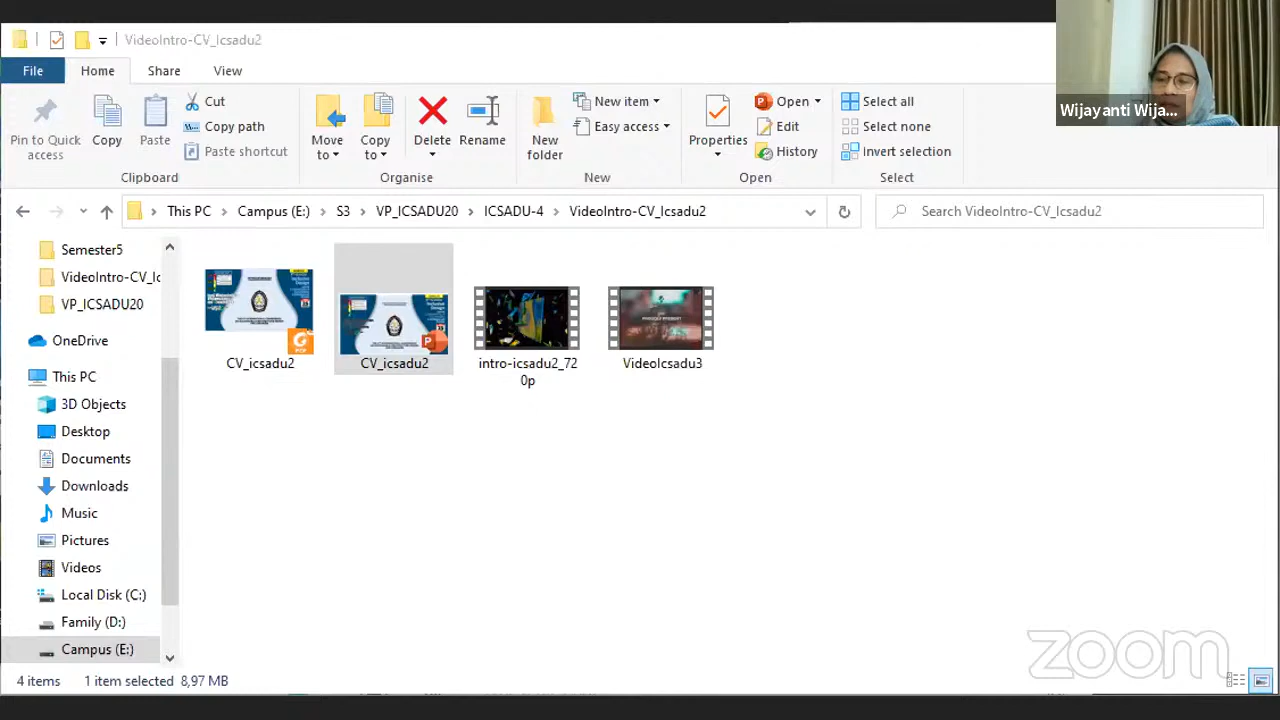 VideoIntro-CV_Icsadu2
File Home Share View
Pin to Quick access
Copy
Paste
Cut
Copy path
Paste shortcut
Clipboard
Move to
Copy to
Delete
Rename
Organise
New folder
New item
Easy access
New
Properties
Open
Edit
History
Open
Select all
Select none
Invert selection
Select
Wijayanti Wija...
This PC > Campus (E:) > S3 > VP_ICSADU20 > ICSADU-4 > VideoIntro-CV_Icsadu2
Search VideoIntro-CV_Icsadu2
Semester5
VideoIntro-CV_Ic
VP_ICSADU20
OneDrive
This PC
3D Objects
Desktop
Documents
Downloads
Music
Pictures
Videos
Local Disk (C:)
Family (D:)
Campus (E:)
CV_icsadu2
CV_icsadu2
intro-icsadu2_72
0p
VideoIcsadu3
zoom
4 items 1 item selected 8,97 MB